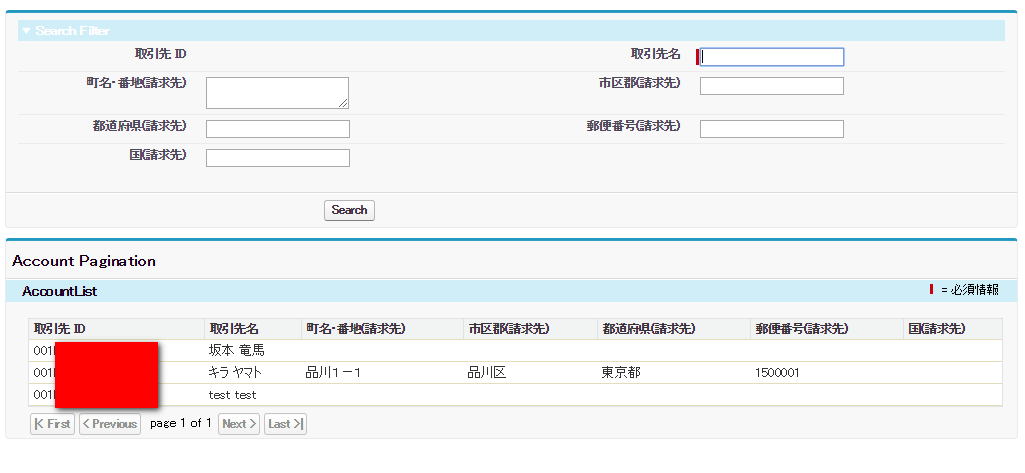 Search Filter
取引先 ID 取引先名
町名・番地(請求先) 市区郡(請求先)
都道府県(請求先) 郵便番号(請求先)
国(請求先)
Search
Account Pagination
AccountList = 必須情報
取引先 ID 取引先名 町名・番地(請求先) 市区郡(請求先) 都道府県(請求先) 郵便番号(請求先) 国(請求先)
001 坂本 竜馬
001 キラ ヤマト 品川1-1 品川区 東京都 1500001
001 test test
|< First < Previous page 1 of 1 Next > Last >|